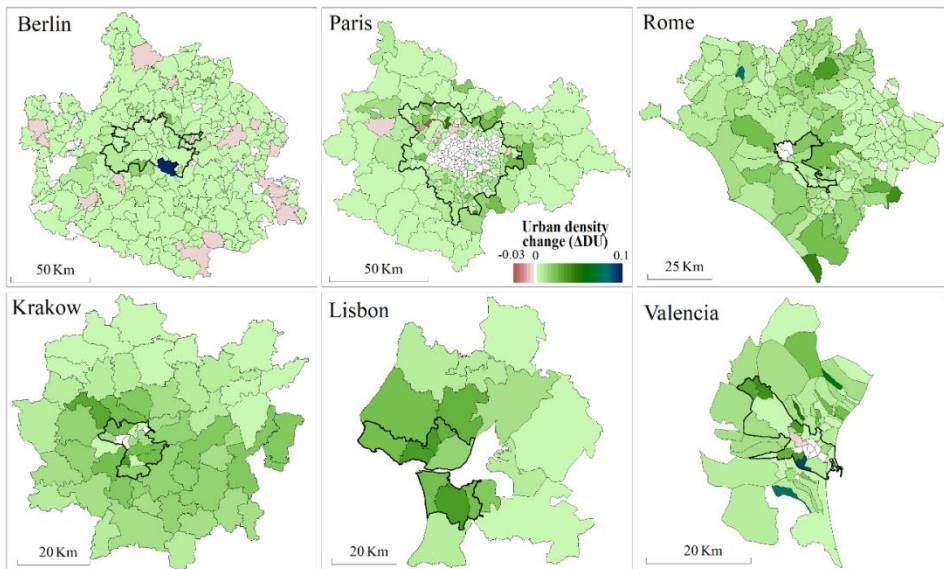 Berlin
Paris
Rome
Urban density
change (ΔDU)
-0.03 0 0.1
50 Km
50 Km
25 Km
Krakow
Lisbon
Valencia
20 Km
20 Km
20 Km